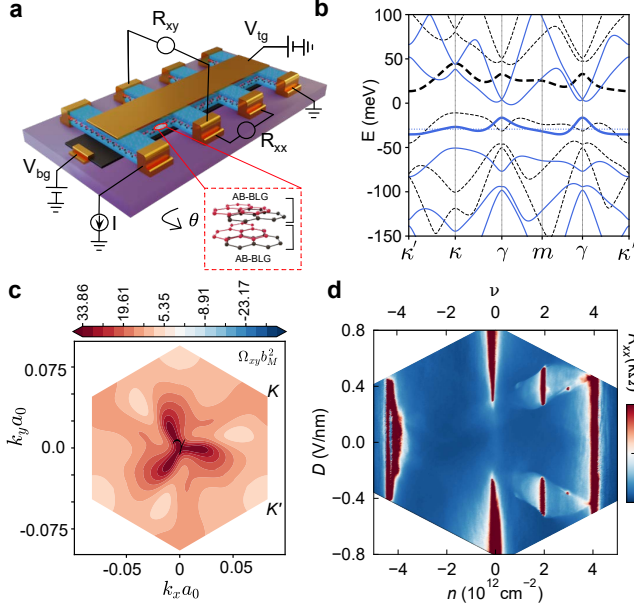 a
R_xy
V_tg
R_xx
V_bg
I
θ
AB-BLG
AB-BLG
b
E (meV)
100
50
0
-50
-100
-150
κ' κ γ m γ κ'
c
33.86 19.61 5.35 -8.91 -23.17
Ω_xy b_M^2
K
K'
k_y a_0
0.075
0.0
-0.075
-0.05 0.0 0.05
k_x a_0
d
ν
-4 -2 0 2 4
D (V/nm)
0.8
0.4
0.0
-0.4
-0.8
-4 -2 0 2 4
n (10^12 cm^-2)